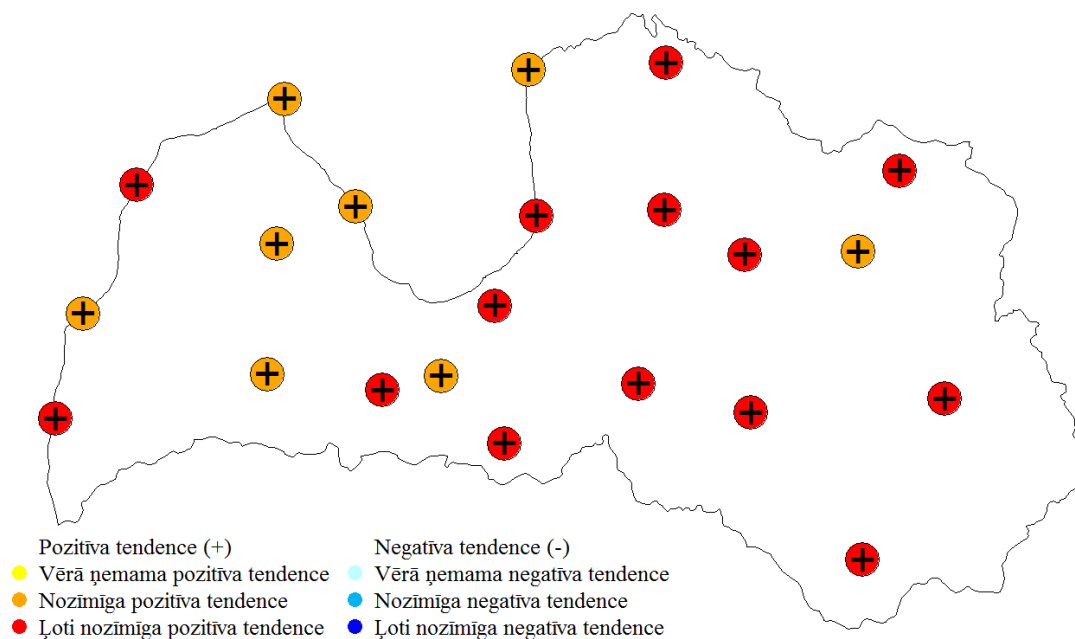 Pozitīva tendence (+)
Vērā ņemama pozitīva tendence
Nozīmīga pozitīva tendence
Ļoti nozīmīga pozitīva tendence
Negatīva tendence (-)
Vērā ņemama negatīva tendence
Nozīmīga negatīva tendence
Ļoti nozīmīga negatīva tendence